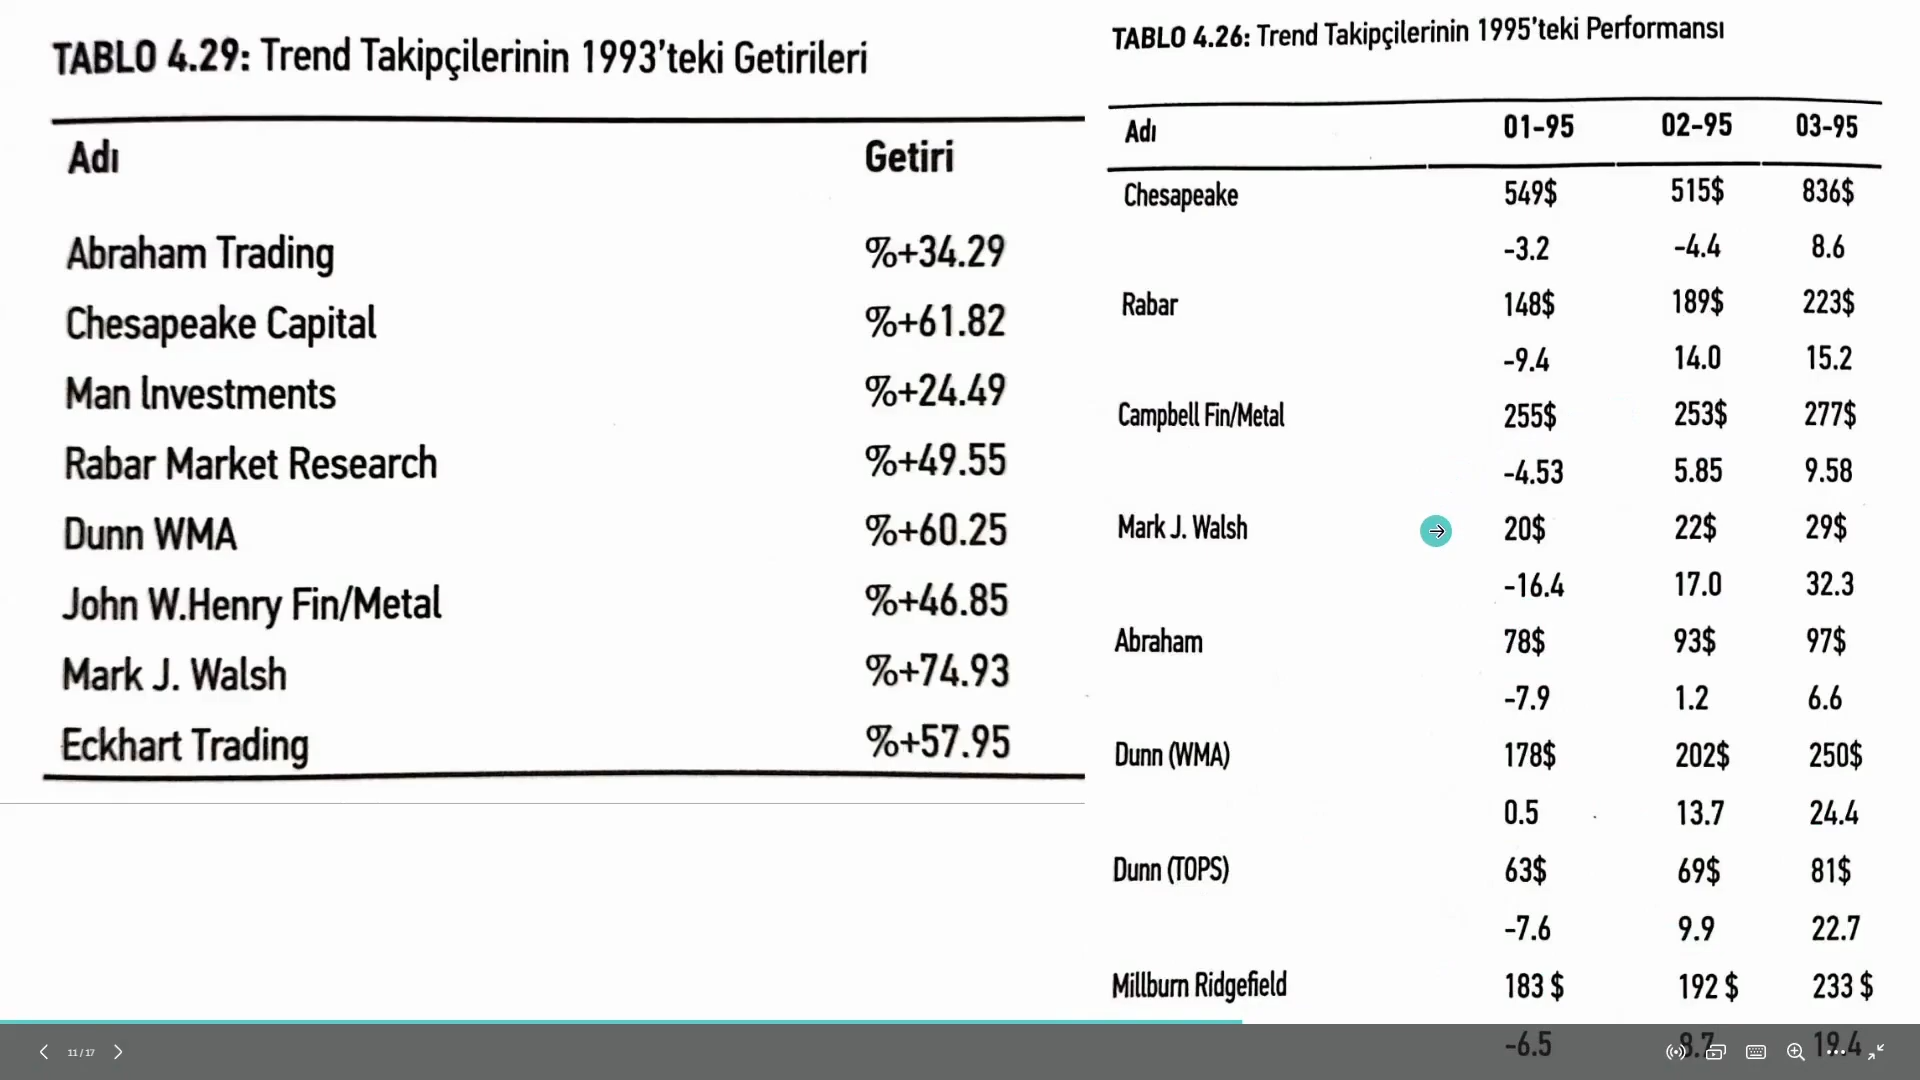 TABLO 4.29: Trend Takipçilerinin 1993'teki Getirileri
Adı Getiri
Abraham Trading %+34.29
Chesapeake Capital %+61.82
Man lnvestments %+24.49
Rabar Market Research %+49.55
Dunn WMA %+60.25
John W.Henry Fin/Metal %+46.85
Mark J. Walsh %+74.93
Eckhart Trading %+57.95
TABLO 4.26: Trend Takipçilerinin 1995'teki Performansı
Adı 01-95 02-95 03-95
Chesapeake 549$ 515$ 836$
-3.2 -4.4 8.6
Rabar 148$ 189$ 223$
-9.4 14.0 15.2
Campbell Fin/Metal 255$ 253$ 277$
-4.53 5.85 9.58
Mark J. Walsh 20$ 22$ 29$
-16.4 17.0 32.3
Abraham 78$ 93$ 97$
-7.9 1.2 6.6
Dunn (WMA) 178$ 202$ 250$
0.5 13.7 24.4
Dunn (TOPS) 63$ 69$ 81$
-7.6 9.9 22.7
Millburn Ridgefield 183 $ 192 $ 233 $
-6.5 8.7 19.4
11 / 17